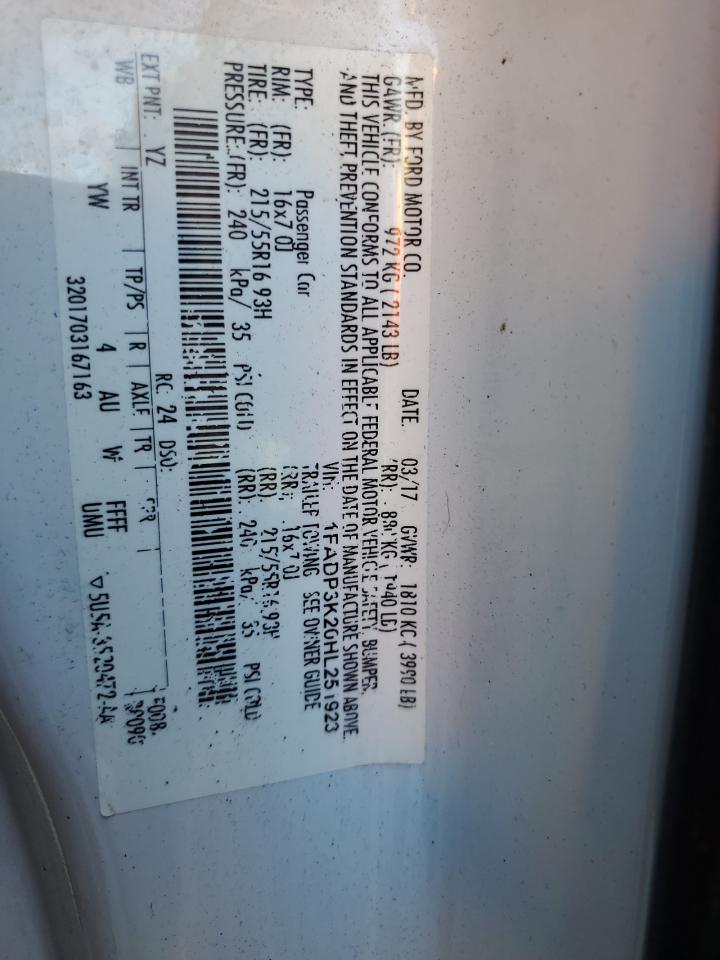 MFD. BY FORD MOTOR CO. DATE. 03/17 GVWR: 1810 KG ( 3990 LB)
GAWR (FR): 972 KG ( 2143 LB) (RR): KG LB)
THIS VEHICLE CONFORMS TO ALL APPLICABLE FEDERAL MOTOR VEHICLE SAFETY, BUMPER,
AND THEFT PREVENTION STANDARDS IN EFFECT ON THE DATE OF MANUFACTURE SHOWN ABOVE.
VIN: 1FADP3K20HL251923
TYPE: Passenger Car TRAILER TOWING SEE OWNER GUIDE
RIM: (FR): 16x7.0J (RR): 16x7.0J
TIRE: (FR): 215/55R16 93H (RR): 215/55R16 93H
PRESSURE: (FR): 240 kPa/ 35 PSI COLD (RR): 240 kPa/ 35 PSI COLD
EXT PNT: YZ RC: 24 DSO:
WB INT TR TP/PS R AXLE TR SPR
YW 4 AU W FFFF
UMU
3201703167163